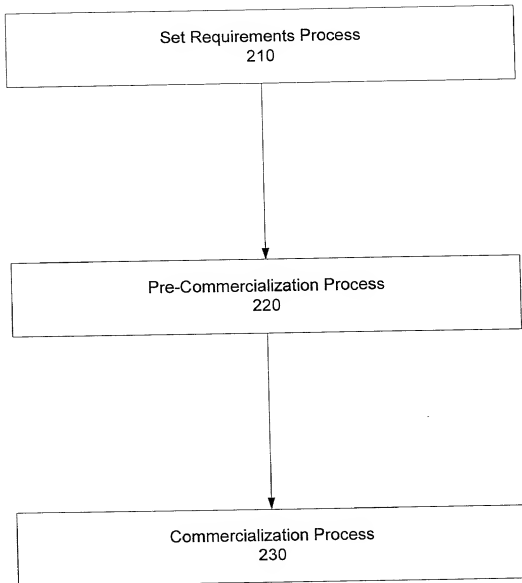 Set Requirements Process
210
Pre-Commercialization Process
220
Commercialization Process
230